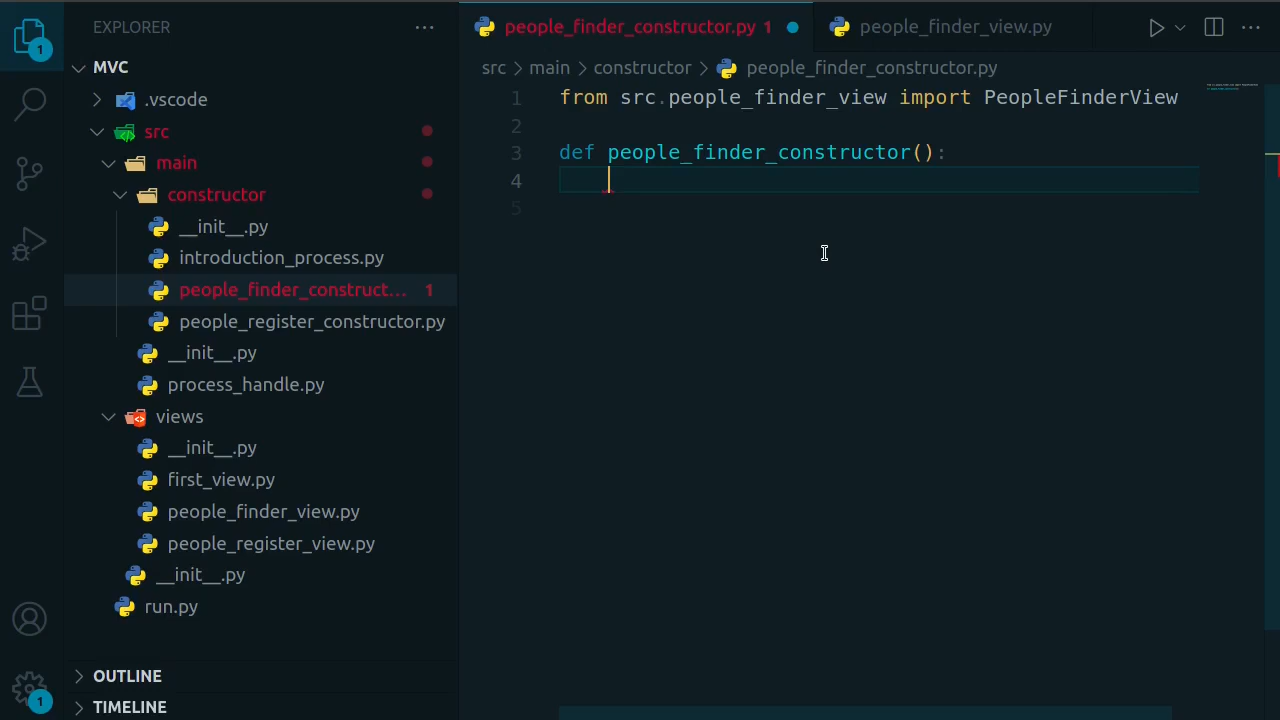 EXPLORER
MVC
.vscode
src
main
constructor
__init__.py
introduction_process.py
people_finder_construct... 1
people_register_constructor.py
__init__.py
process_handle.py
views
__init__.py
first_view.py
people_finder_view.py
people_register_view.py
__init__.py
run.py
OUTLINE
TIMELINE
1
1
people_finder_constructor.py 1
people_finder_view.py
src > main > constructor > people_finder_constructor.py
1 from src.people_finder_view import PeopleFinderView
2
3 def people_finder_constructor():
4
5